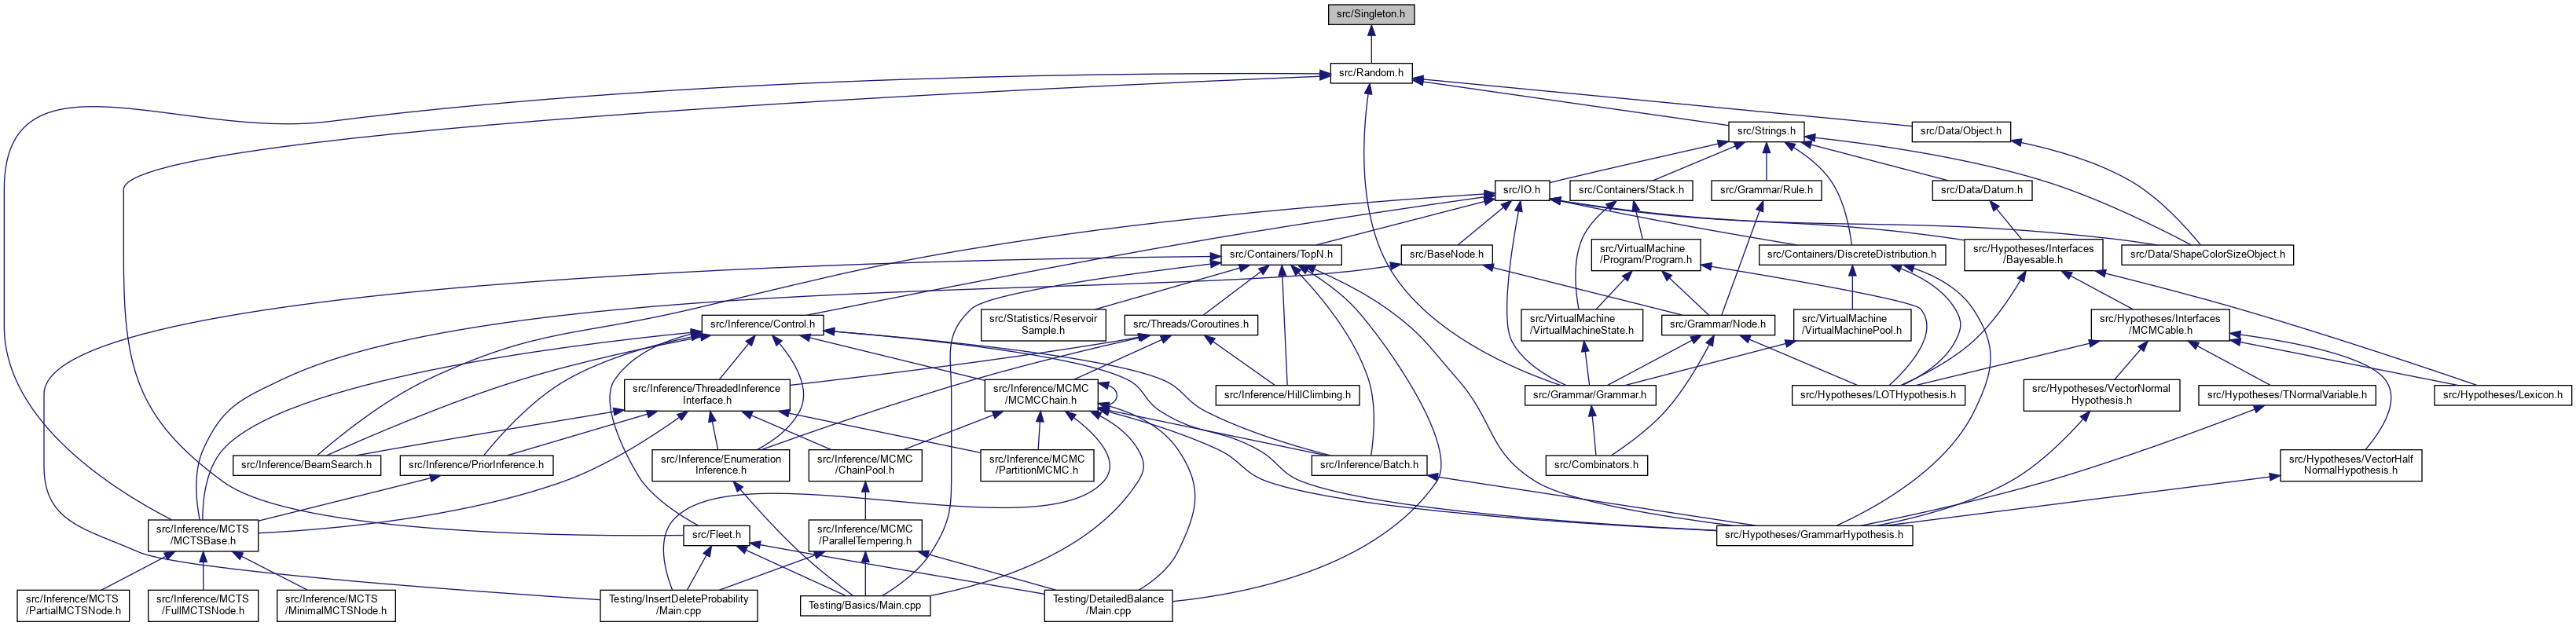 src/Singleton.h
src/Random.h
src/Strings.h
src/Data/Object.h
src/IO.h
src/Containers/Stack.h
src/Grammar/Rule.h
src/Data/Datum.h
src/Containers/TopN.h
src/BaseNode.h
src/VirtualMachine
/Program/Program.h
src/Containers/DiscreteDistribution.h
src/Hypotheses/Interfaces
/Bayesable.h
src/Data/ShapeColorSizeObject.h
src/Inference/Control.h
src/Statistics/Reservoir
Sample.h
src/Threads/Coroutines.h
src/VirtualMachine
/VirtualMachineState.h
src/Grammar/Node.h
src/VirtualMachine
/VirtualMachinePool.h
src/Hypotheses/Interfaces
/MCMCable.h
src/Inference/ThreadedInference
Interface.h
src/Inference/MCMC
/MCMCChain.h
src/Inference/HillClimbing.h
src/Grammar/Grammar.h
src/Hypotheses/LOTHypothesis.h
src/Hypotheses/VectorNormal
Hypothesis.h
src/Hypotheses/TNormalVariable.h
src/Hypotheses/Lexicon.h
src/Inference/BeamSearch.h
src/Inference/PriorInference.h
src/Inference/Enumeration
Inference.h
src/Inference/MCMC
/ChainPool.h
src/Inference/MCMC
/PartitionMCMC.h
src/Inference/Batch.h
src/Combinators.h
src/Hypotheses/VectorHalf
NormalHypothesis.h
src/Inference/MCTS
/MCTSBase.h
src/Fleet.h
src/Inference/MCMC
/ParallelTempering.h
src/Hypotheses/GrammarHypothesis.h
src/Inference/MCTS
/PartialMCTSNode.h
src/Inference/MCTS
/FullMCTSNode.h
src/Inference/MCTS
/MinimalMCTSNode.h
Testing/InsertDeleteProbability
/Main.cpp
Testing/Basics/Main.cpp
Testing/DetailedBalance
/Main.cpp